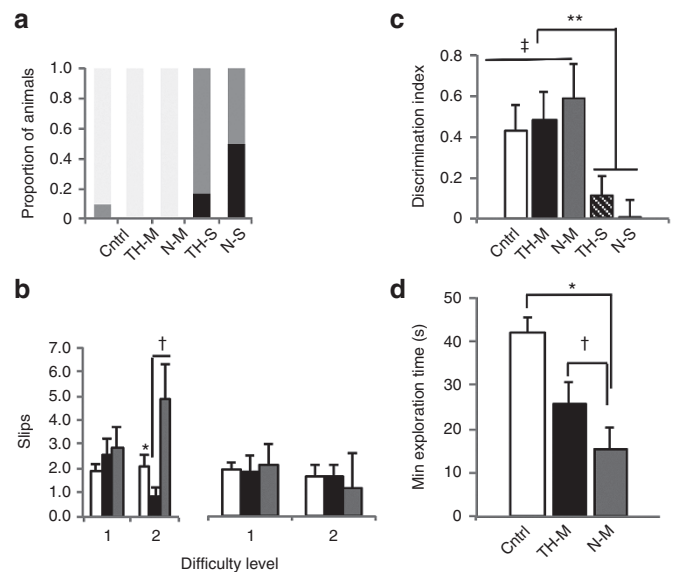 a
Proportion of animals
1.0
0.8
0.6
0.4
0.2
0
Cntrl
TH-M
N-M
TH-S
N-S
b
Slips
7.0
6.0
5.0
4.0
3.0
2.0
1.0
0.0
*
†
1
2
1
2
Difficulty level
c
Discrimination index
0.8
0.6
0.4
0.2
0
‡
**
Cntrl
TH-M
N-M
TH-S
N-S
d
Min exploration time (s)
50
40
30
20
10
0
*
†
Cntrl
TH-M
N-M